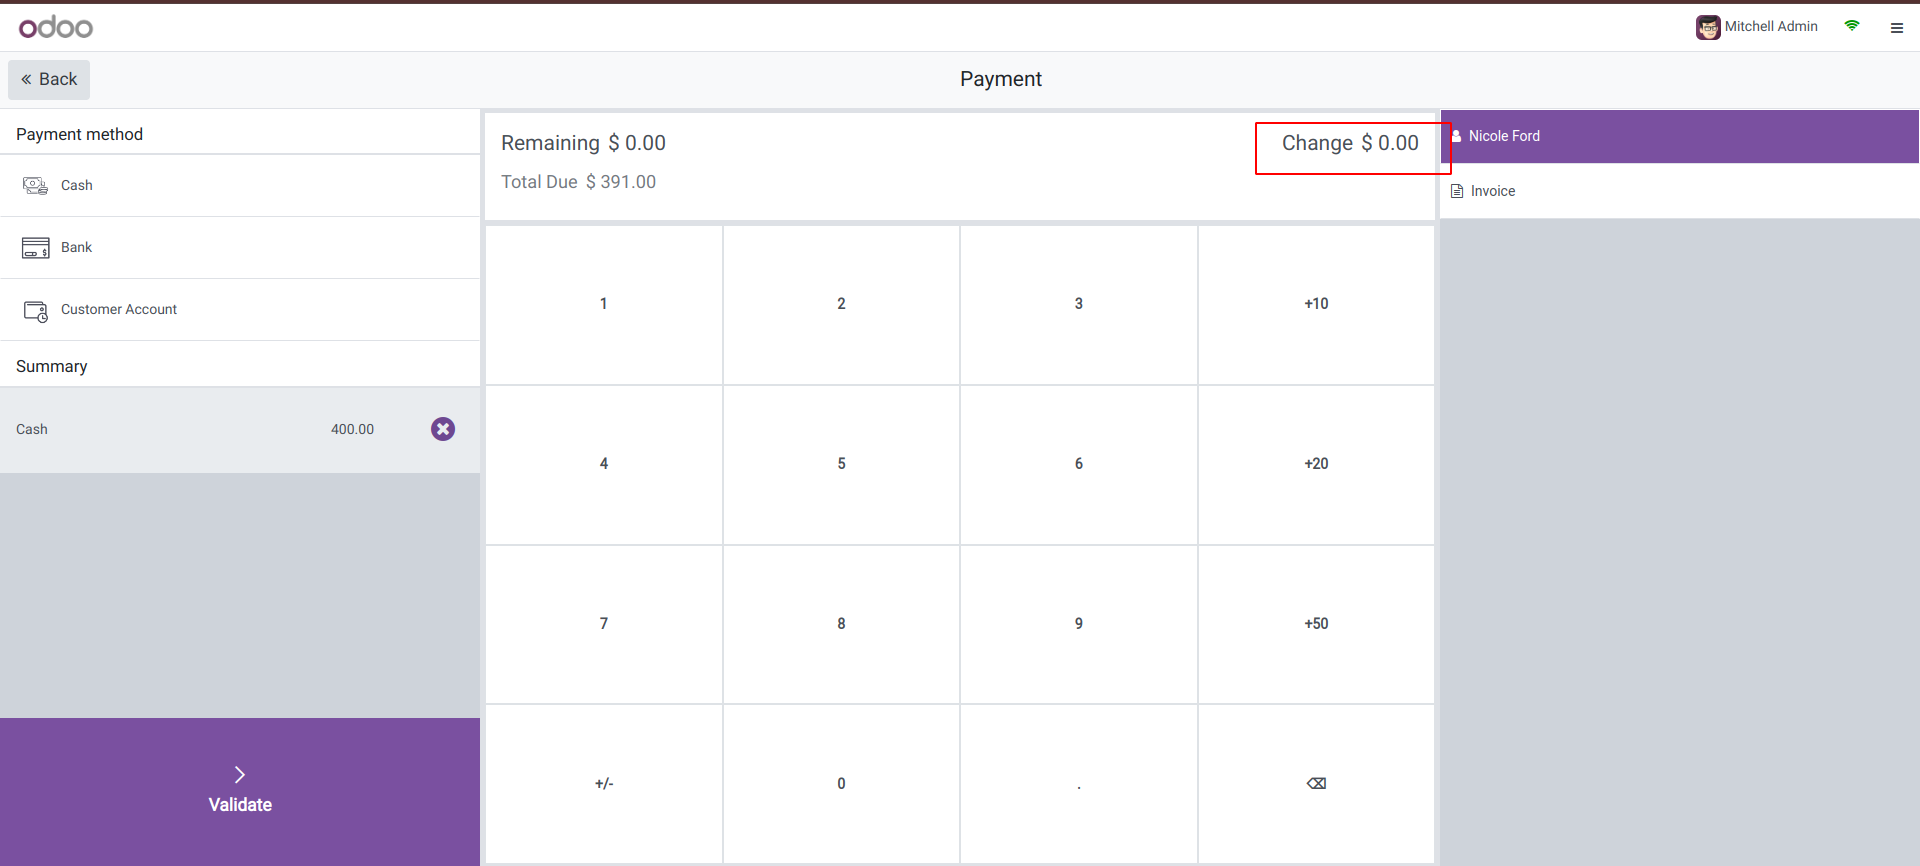 odoo
Mitchell Admin
« Back
Payment
Payment method
Cash
Bank
Customer Account
Summary
Cash 400.00
Validate
Remaining $ 0.00
Change $ 0.00
Total Due $ 391.00
1 2 3 +10
4 5 6 +20
7 8 9 +50
+/- 0 . ⌫
Nicole Ford
Invoice